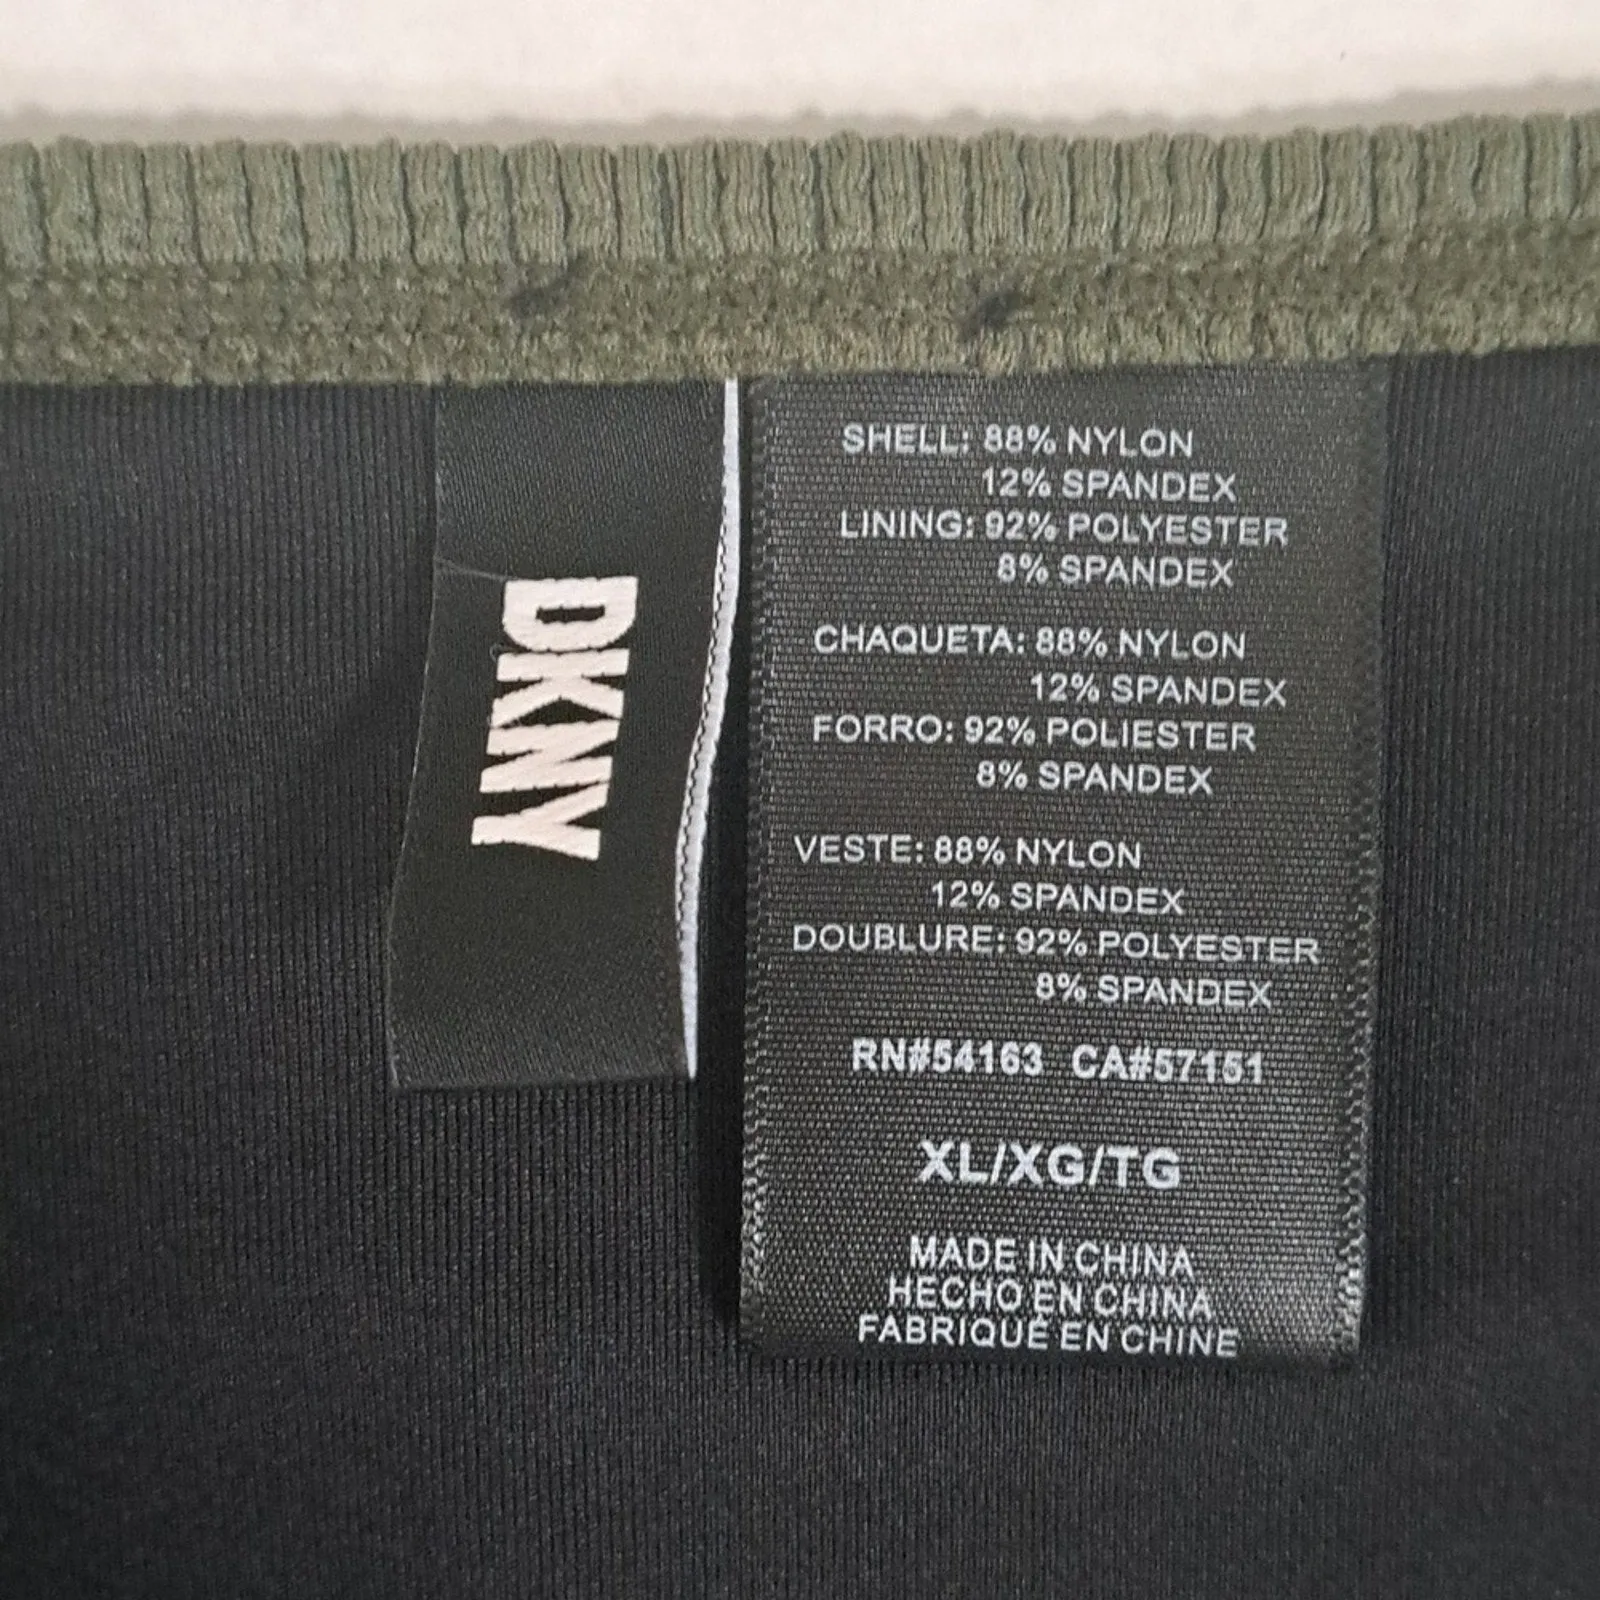 DKNY
SHELL: 88% NYLON
12% SPANDEX
LINING: 92% POLYESTER
8% SPANDEX
CHAQUETA: 88% NYLON
12% SPANDEX
FORRO: 92% POLIESTER
8% SPANDEX
VESTE: 88% NYLON
12% SPANDEX
DOUBLURE: 92% POLYESTER
8% SPANDEX
RN#54163 CA#57151
XL/XG/TG
MADE IN CHINA
HECHO EN CHINA
FABRIQUÉ EN CHINE